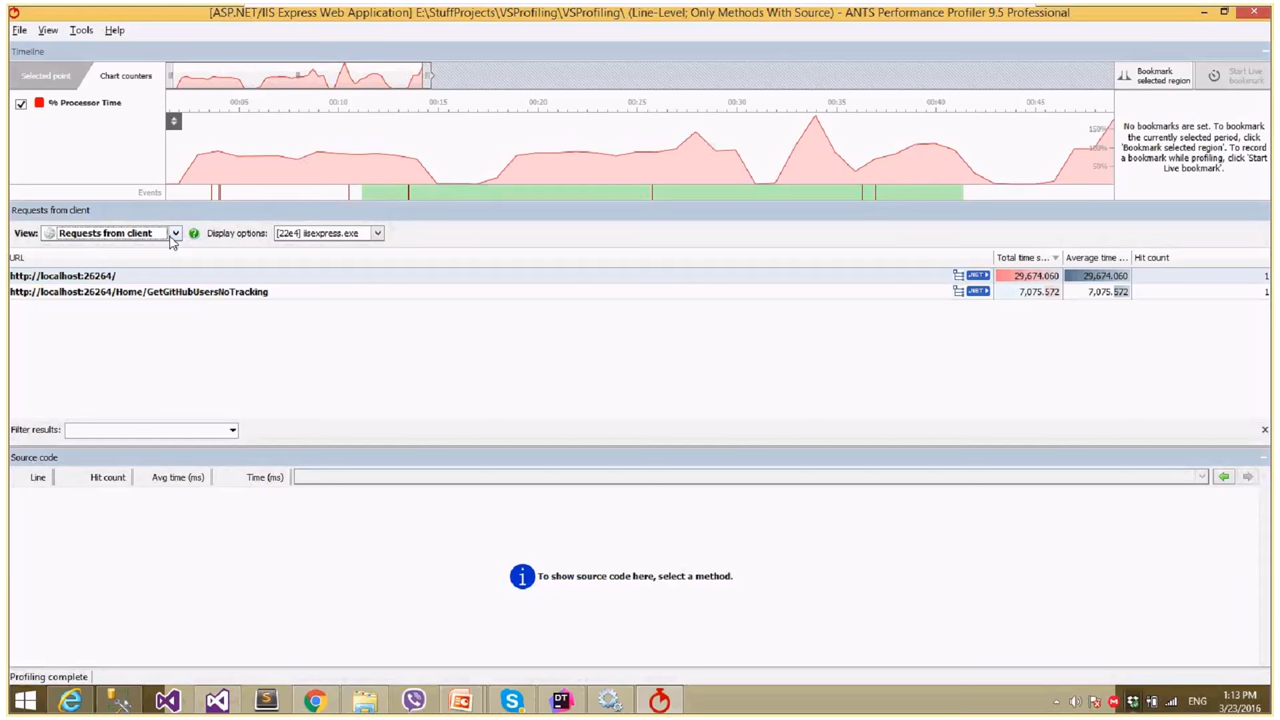 [ASP.NET/IIS Express Web Application] E:\StuffProjects\VSProfiling\VSProfiling\ (Line-Level; Only Methods With Source) - ANTS Performance Profiler 9.5 Professional
File View Tools Help
Timeline
Selected point Chart counters
Bookmark selected region
Start Live bookmark
% Processor Time
00:05 00:10 00:15 00:20 00:25 00:30 00:35 00:40 00:45
150%
100%
50%
No bookmarks are set. To bookmark
the currently selected period, click
'Bookmark selected region'. To record
a bookmark while profiling, click 'Start
Live bookmark'.
Events
Requests from client
View: Requests from client ? Display options: [22e4] iisexpress.exe
URL Total time s... Average time ... Hit count
http://localhost:26264/ .NET 29,674.060 29,674.060 1
http://localhost:26264/Home/GetGitHubUsersNoTracking .NET 7,075.572 7,075.572 1
Filter results:
Source code
Line Hit count Avg time (ms) Time (ms)
i To show source code here, select a method.
Profiling complete
DT
ENG
1:13 PM
3/23/2016